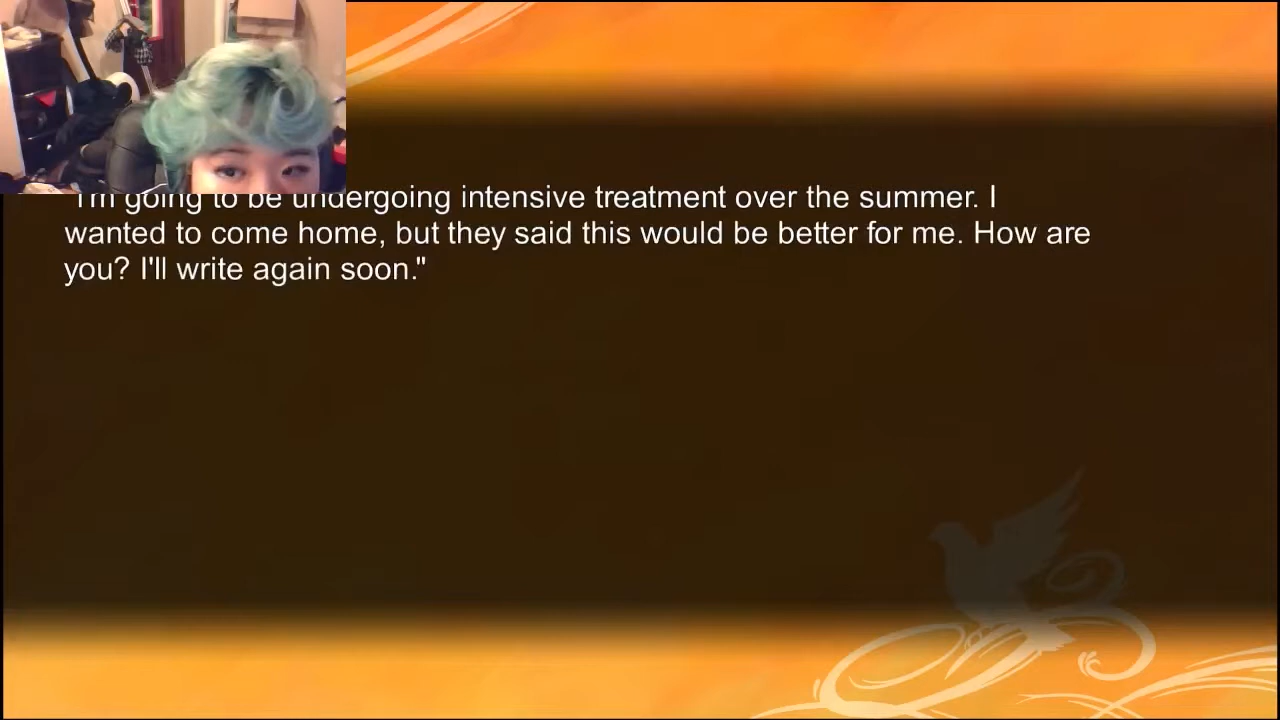 "I'm going to be undergoing intensive treatment over the summer. I
wanted to come home, but they said this would be better for me. How are
you? I'll write again soon."